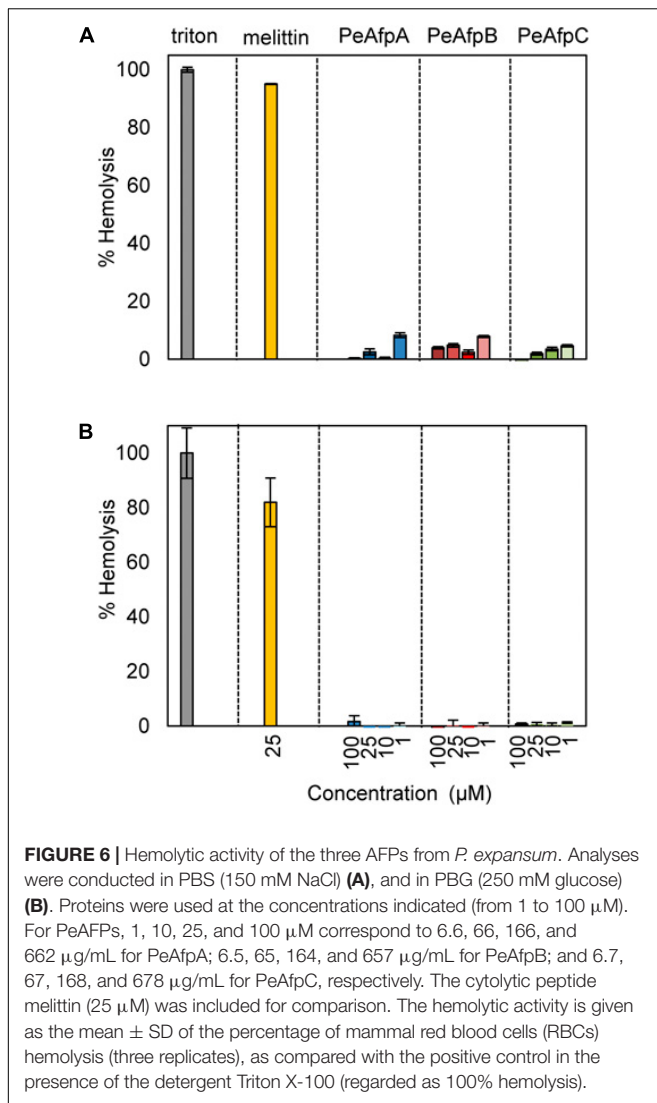 A
triton melittin PeAfpA PeAfpB PeAfpC
100
80
60
40
20
0
% Hemolysis
B
100
80
60
40
20
0
% Hemolysis
25
100 25 10 1
100 25 10 1
100 25 10 1
Concentration (µM)
FIGURE 6 | Hemolytic activity of the three AFPs from P. expansum. Analyses
were conducted in PBS (150 mM NaCl) (A), and in PBG (250 mM glucose)
(B). Proteins were used at the concentrations indicated (from 1 to 100 µM).
For PeAFPs, 1, 10, 25, and 100 µM correspond to 6.6, 66, 166, and
662 µg/mL for PeAfpA; 6.5, 65, 164, and 657 µg/mL for PeAfpB; and 6.7,
67, 168, and 678 µg/mL for PeAfpC, respectively. The cytolytic peptide
melittin (25 µM) was included for comparison. The hemolytic activity is given
as the mean ± SD of the percentage of mammal red blood cells (RBCs)
hemolysis (three replicates), as compared with the positive control in the
presence of the detergent Triton X-100 (regarded as 100% hemolysis).